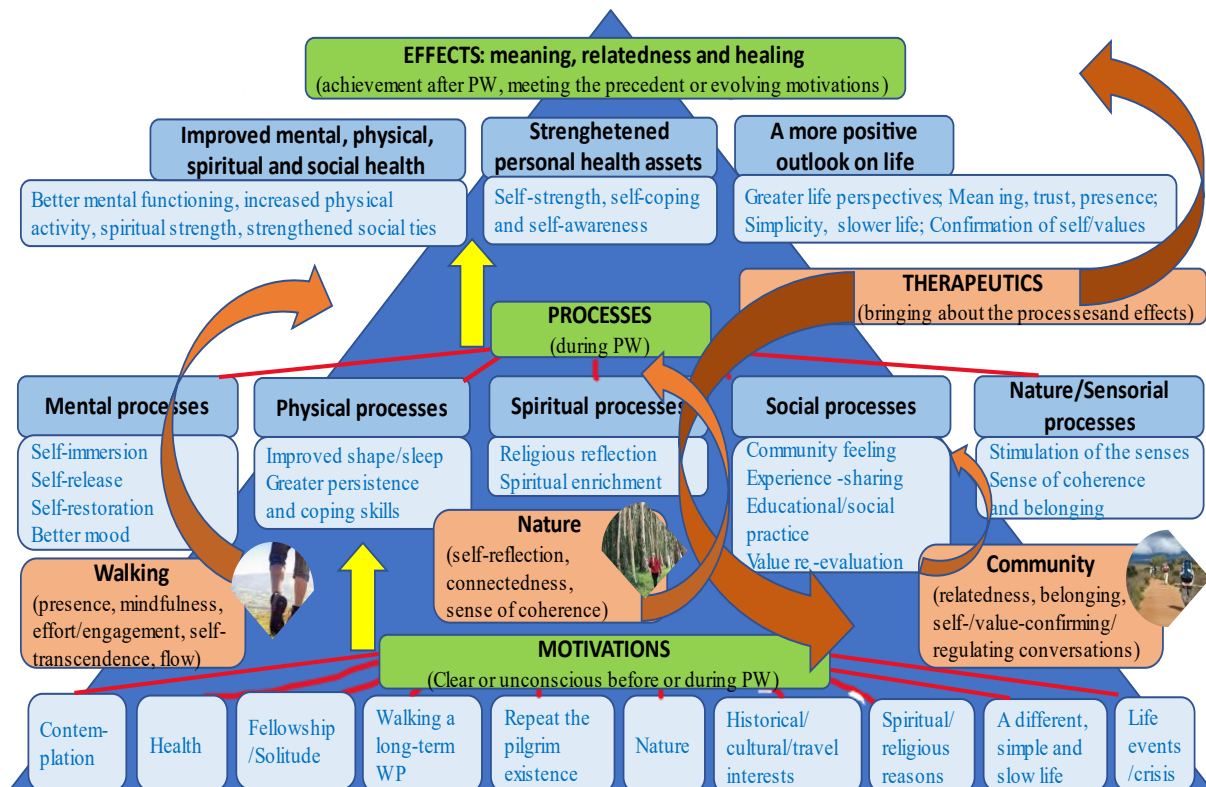 EFFECTS: meaning, relatedness and healing
(achievement after PW, meeting the precedent or evolving motivations)
Improved mental, physical,
spiritual and social health
Better mental functioning, increased physical
activity, spiritual strength, strengthened social ties
Strenghetened
personal health assets
Self-strength, self-coping
and self-awareness
A more positive
outlook on life
Greater life perspectives; Mean ing, trust, presence;
Simplicity, slower life; Confirmation of self/values
THERAPEUTICS
(bringing about the processesand effects)
PROCESSES
(during PW)
Mental processes
Self-immersion
Self-release
Self-restoration
Better mood
Physical processes
Improved shape/sleep
Greater persistence
and coping skills
Spiritual processes
Religious reflection
Spiritual enrichment
Social processes
Community feeling
Experience -sharing
Educational/social
practice
Value re -evaluation
Nature/Sensorial
processes
Stimulation of the senses
Sense of coherence
and belonging
Walking
(presence, mindfulness,
effort/engagement, self-
transcendence, flow)
Nature
(self-reflection,
connectedness,
sense of coherence)
Community
(relatedness, belonging,
self-/value-confirming/
regulating conversations)
MOTIVATIONS
(Clear or unconscious before or during PW)
Contem-
plation
Health
Fellowship
/Solitude
Walking a
long-term
WP
Repeat the
pilgrim
existence
Nature
Historical/
cultural/travel
interests
Spiritual/
religious
reasons
A different,
simple and
slow life
Life
events
/crisis